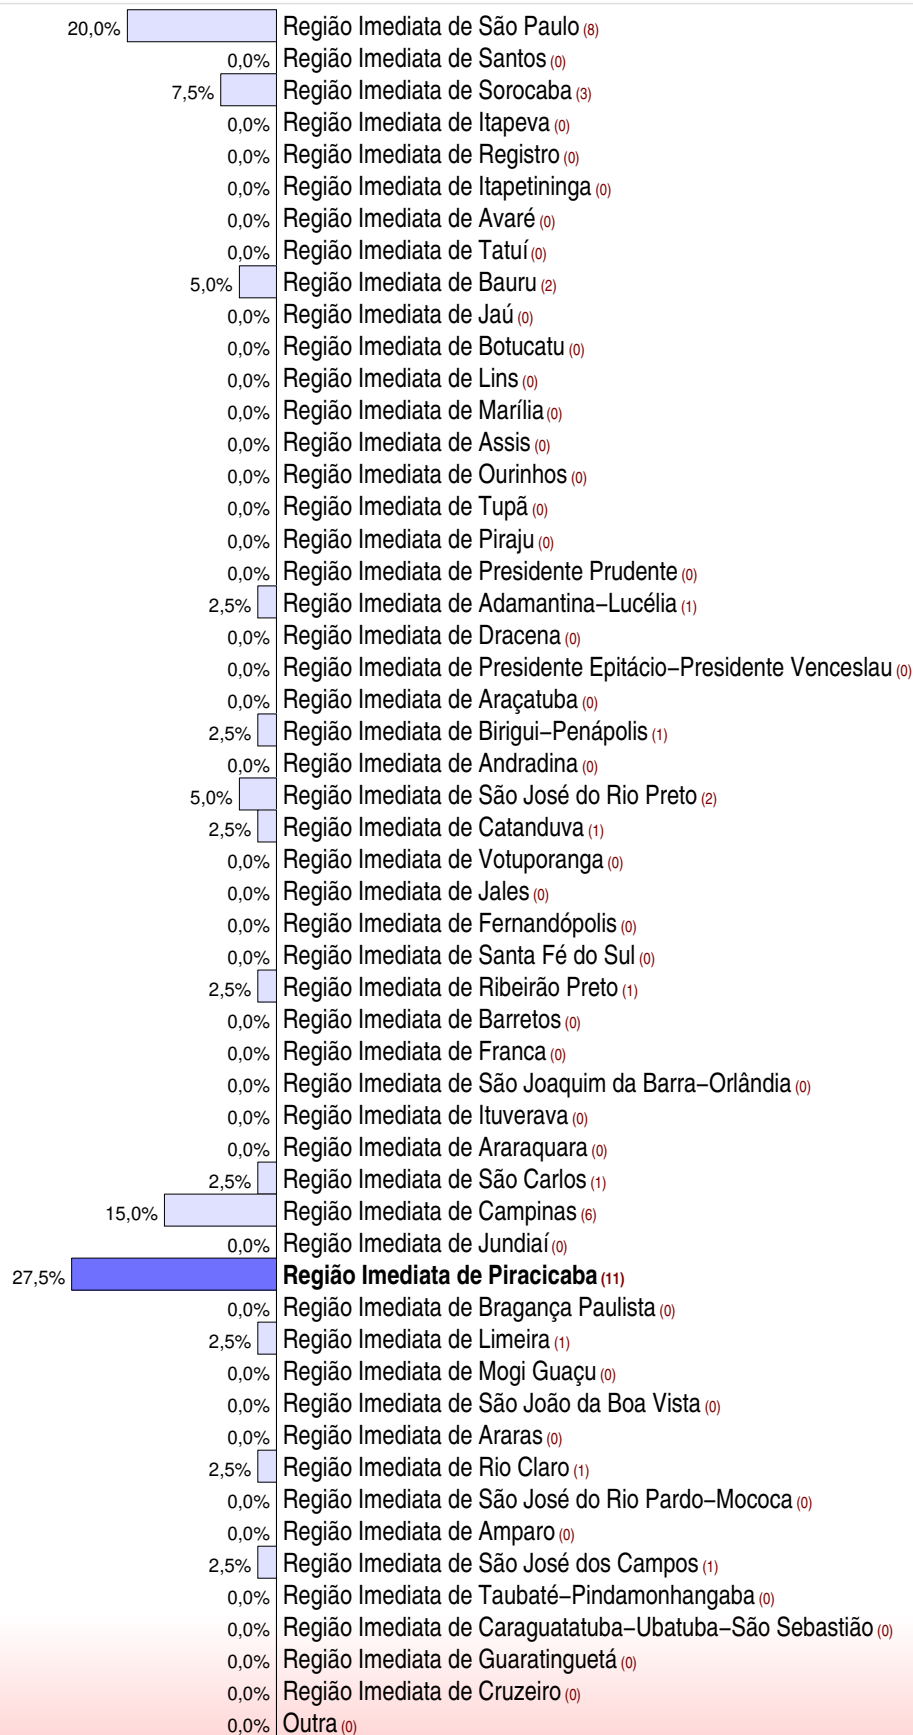 20,0% Região Imediata de São Paulo (8)
0,0% Região Imediata de Santos (0)
7,5% Região Imediata de Sorocaba (3)
0,0% Região Imediata de Itapeva (0)
0,0% Região Imediata de Registro (0)
0,0% Região Imediata de Itapetininga (0)
0,0% Região Imediata de Avaré (0)
0,0% Região Imediata de Tatuí (0)
5,0% Região Imediata de Bauru (2)
0,0% Região Imediata de Jaú (0)
0,0% Região Imediata de Botucatu (0)
0,0% Região Imediata de Lins (0)
0,0% Região Imediata de Marília (0)
0,0% Região Imediata de Assis (0)
0,0% Região Imediata de Ourinhos (0)
0,0% Região Imediata de Tupã (0)
0,0% Região Imediata de Piraju (0)
0,0% Região Imediata de Presidente Prudente (0)
2,5% Região Imediata de Adamantina−Lucélia (1)
0,0% Região Imediata de Dracena (0)
0,0% Região Imediata de Presidente Epitácio−Presidente Venceslau (0)
0,0% Região Imediata de Araçatuba (0)
2,5% Região Imediata de Birigui−Penápolis (1)
0,0% Região Imediata de Andradina (0)
5,0% Região Imediata de São José do Rio Preto (2)
2,5% Região Imediata de Catanduva (1)
0,0% Região Imediata de Votuporanga (0)
0,0% Região Imediata de Jales (0)
0,0% Região Imediata de Fernandópolis (0)
0,0% Região Imediata de Santa Fé do Sul (0)
2,5% Região Imediata de Ribeirão Preto (1)
0,0% Região Imediata de Barretos (0)
0,0% Região Imediata de Franca (0)
0,0% Região Imediata de São Joaquim da Barra−Orlândia (0)
0,0% Região Imediata de Ituverava (0)
0,0% Região Imediata de Araraquara (0)
2,5% Região Imediata de São Carlos (1)
15,0% Região Imediata de Campinas (6)
0,0% Região Imediata de Jundiaí (0)
27,5% Região Imediata de Piracicaba (11)
0,0% Região Imediata de Bragança Paulista (0)
2,5% Região Imediata de Limeira (1)
0,0% Região Imediata de Mogi Guaçu (0)
0,0% Região Imediata de São João da Boa Vista (0)
0,0% Região Imediata de Araras (0)
2,5% Região Imediata de Rio Claro (1)
0,0% Região Imediata de São José do Rio Pardo−Mococa (0)
0,0% Região Imediata de Amparo (0)
2,5% Região Imediata de São José dos Campos (1)
0,0% Região Imediata de Taubaté−Pindamonhangaba (0)
0,0% Região Imediata de Caraguatatuba−Ubatuba−São Sebastião (0)
0,0% Região Imediata de Guaratinguetá (0)
0,0% Região Imediata de Cruzeiro (0)
0,0% Outra (0)